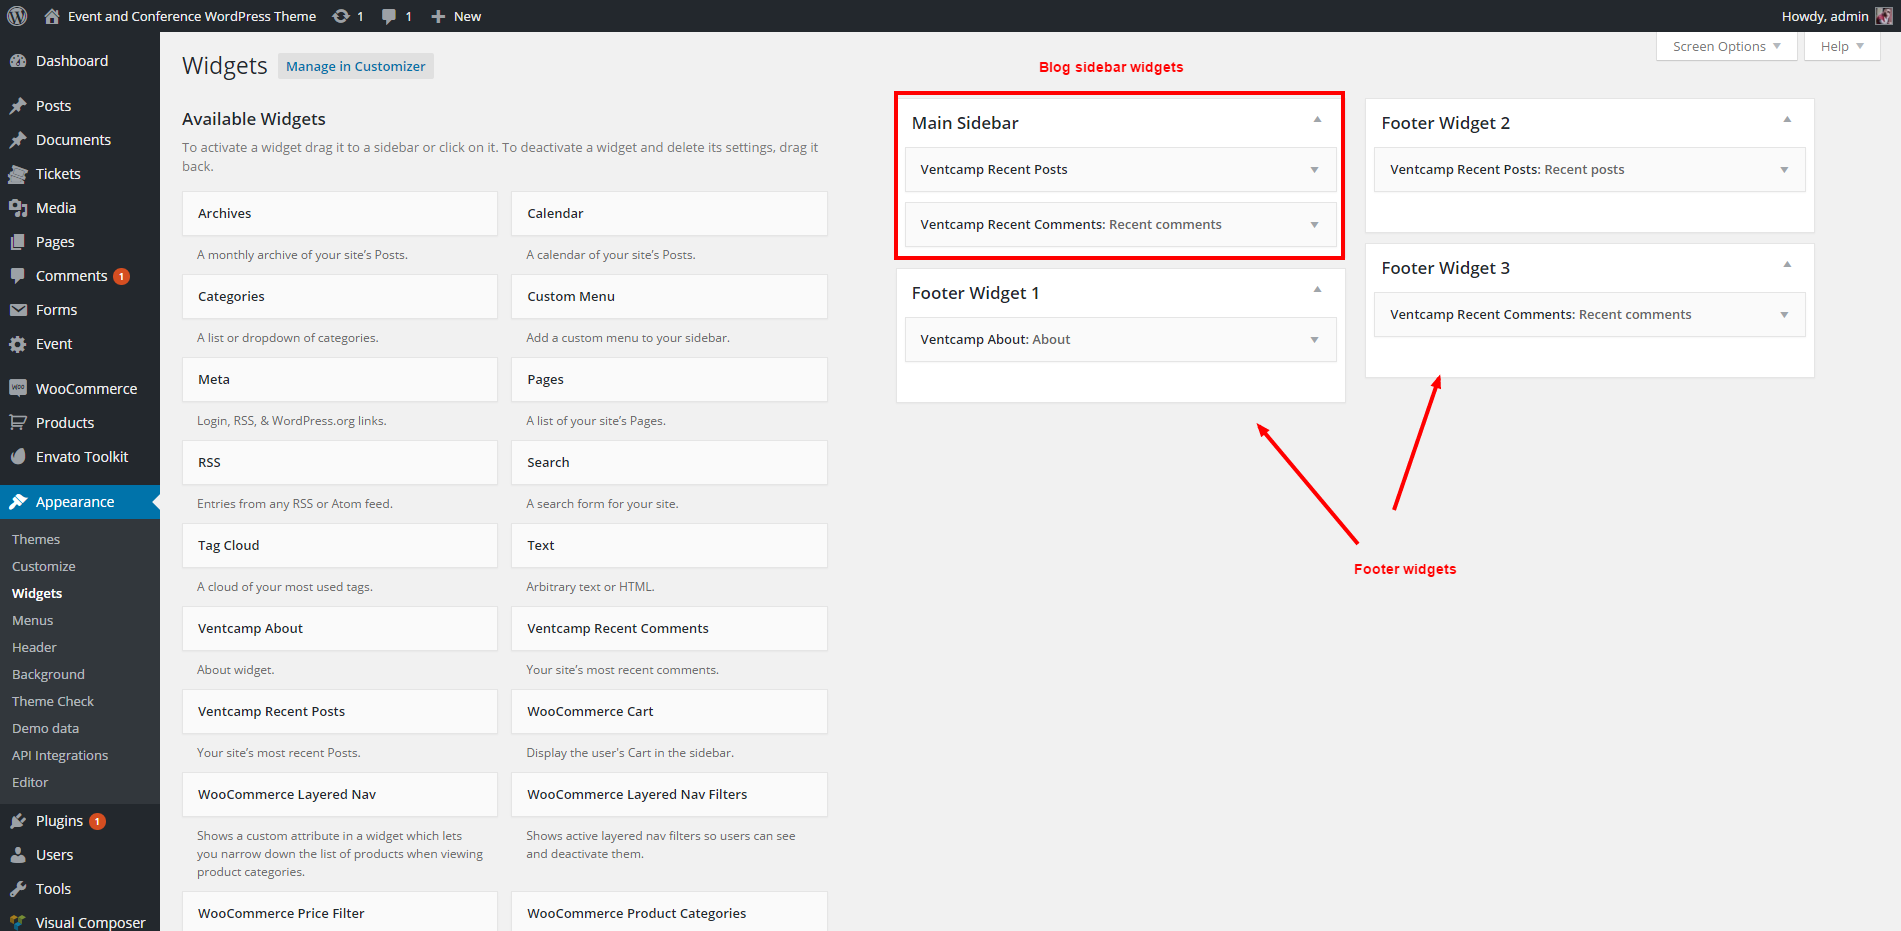 Event and Conference WordPress Theme 1 1 New
Howdy, admin
Dashboard
Posts
Documents
Tickets
Media
Pages
Comments 1
Forms
Event
WooCommerce
Products
Envato Toolkit
Appearance
Themes
Customize
Widgets
Menus
Header
Background
Theme Check
Demo data
API Integrations
Editor
Plugins 1
Users
Tools
Visual Composer
Screen Options
Help
Widgets
Manage in Customizer
Available Widgets
To activate a widget drag it to a sidebar or click on it. To deactivate a widget and delete its settings, drag it
back.
Archives
A monthly archive of your site’s Posts.
Calendar
A calendar of your site’s Posts.
Categories
A list or dropdown of categories.
Custom Menu
Add a custom menu to your sidebar.
Meta
Login, RSS, & WordPress.org links.
Pages
A list of your site’s Pages.
RSS
Entries from any RSS or Atom feed.
Search
A search form for your site.
Tag Cloud
A cloud of your most used tags.
Text
Arbitrary text or HTML.
Ventcamp About
About widget.
Ventcamp Recent Comments
Your site’s most recent comments.
Ventcamp Recent Posts
Your site’s most recent Posts.
WooCommerce Cart
Display the user's Cart in the sidebar.
WooCommerce Layered Nav
Shows a custom attribute in a widget which lets
you narrow down the list of products when viewing
product categories.
WooCommerce Layered Nav Filters
Shows active layered nav filters so users can see
and deactivate them.
WooCommerce Price Filter
WooCommerce Product Categories
Blog sidebar widgets
Main Sidebar
Ventcamp Recent Posts
Ventcamp Recent Comments: Recent comments
Footer Widget 1
Ventcamp About: About
Footer Widget 2
Ventcamp Recent Posts: Recent posts
Footer Widget 3
Ventcamp Recent Comments: Recent comments
Footer widgets